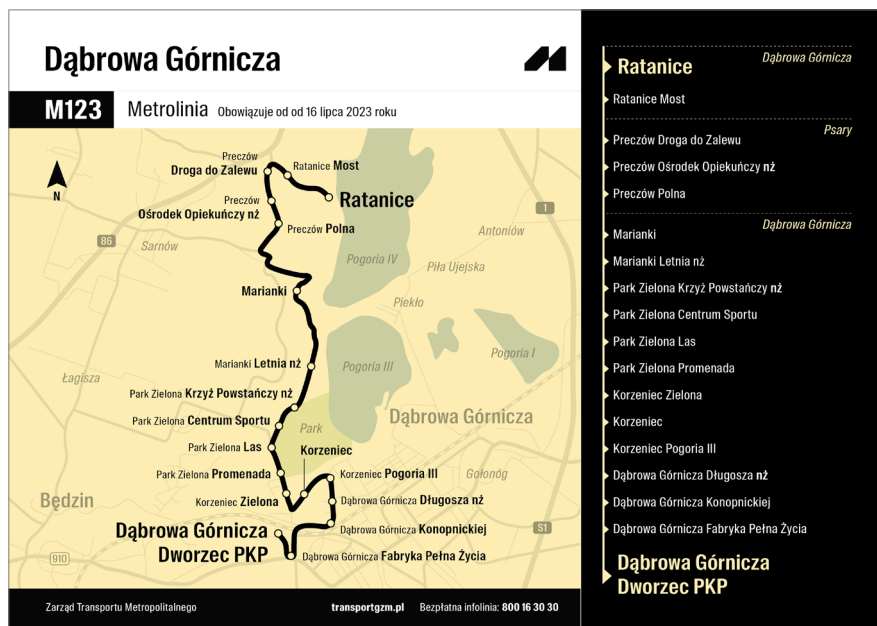 Dąbrowa Górnicza
M123 Metrolinia Obowiązuje od od 16 lipca 2023 roku
N
Preczów
Droga do Zalewu
Ratanice Most
Ratanice
Preczów
Ośrodek Opiekuńczy nż
Preczów Polna
1
86
Sarnów
Antoniów
Pogoria IV
Piła Ujejska
Marianki
Piekło
Marianki Letnia nż
Pogoria III
Pogoria I
Łagisza
Park Zielona Krzyż Powstańczy nż
Park Zielona Centrum Sportu
Dąbrowa Górnicza
Park
Park Zielona Las
Korzeniec
Park Zielona Promenada
Korzeniec Pogoria III
Gołonóg
Będzin
Korzeniec Zielona
Dąbrowa Górnicza Długosza nż
Dąbrowa Górnicza
Dworzec PKP
Dąbrowa Górnicza Konopnickiej
S1
910
Dąbrowa Górnicza Fabryka Pełna Życia
Zarząd Transportu Metropolitalnego
transportgzm.pl Bezpłatna infolinia: 800 16 30 30
Dąbrowa Górnicza
Ratanice
Ratanice Most
Psary
Preczów Droga do Zalewu
Preczów Ośrodek Opiekuńczy nż
Preczów Polna
Dąbrowa Górnicza
Marianki
Marianki Letnia nż
Park Zielona Krzyż Powstańczy nż
Park Zielona Centrum Sportu
Park Zielona Las
Park Zielona Promenada
Korzeniec Zielona
Korzeniec
Korzeniec Pogoria III
Dąbrowa Górnicza Długosza nż
Dąbrowa Górnicza Konopnickiej
Dąbrowa Górnicza Fabryka Pełna Życia
Dąbrowa Górnicza
Dworzec PKP